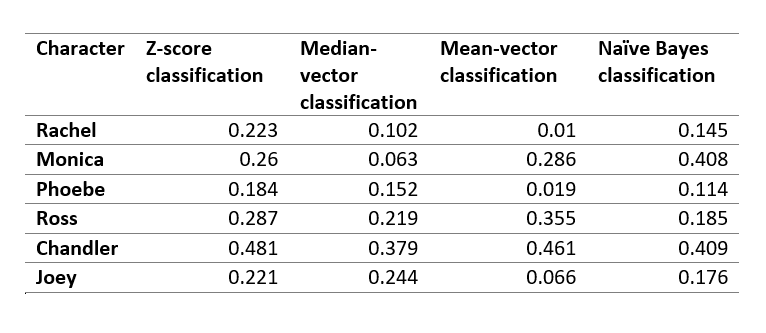 Character Z-score classification Median-vector classification Mean-vector classification Naïve Bayes classification
Rachel 0.223 0.102 0.01 0.145
Monica 0.26 0.063 0.286 0.408
Phoebe 0.184 0.152 0.019 0.114
Ross 0.287 0.219 0.355 0.185
Chandler 0.481 0.379 0.461 0.409
Joey 0.221 0.244 0.066 0.176